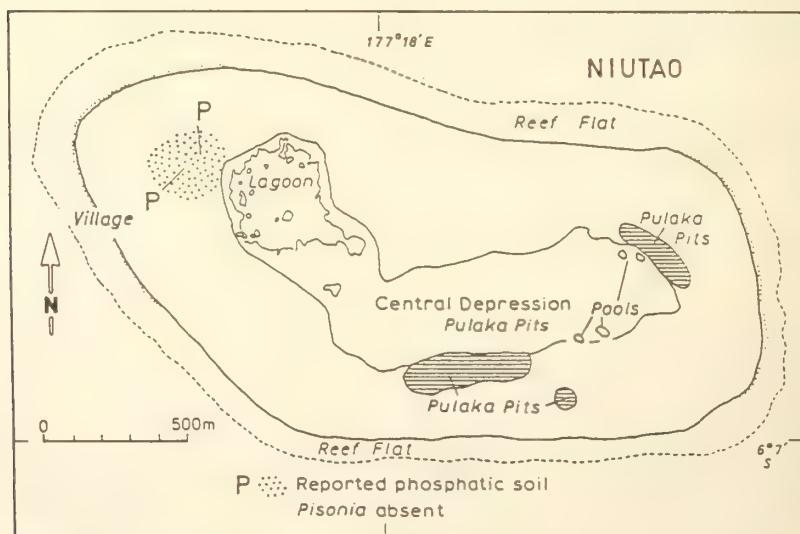 177°18'E
NIUTAO
Reef Flat
P
Lagoon
P
Village
Pulaka
Pits
N
Central Depression
Pulaka Pits
Pools
0 500m
Pulaka Pits
Reef Flat
6°7'
S
P Reported phosphatic soil
Pisonia absent